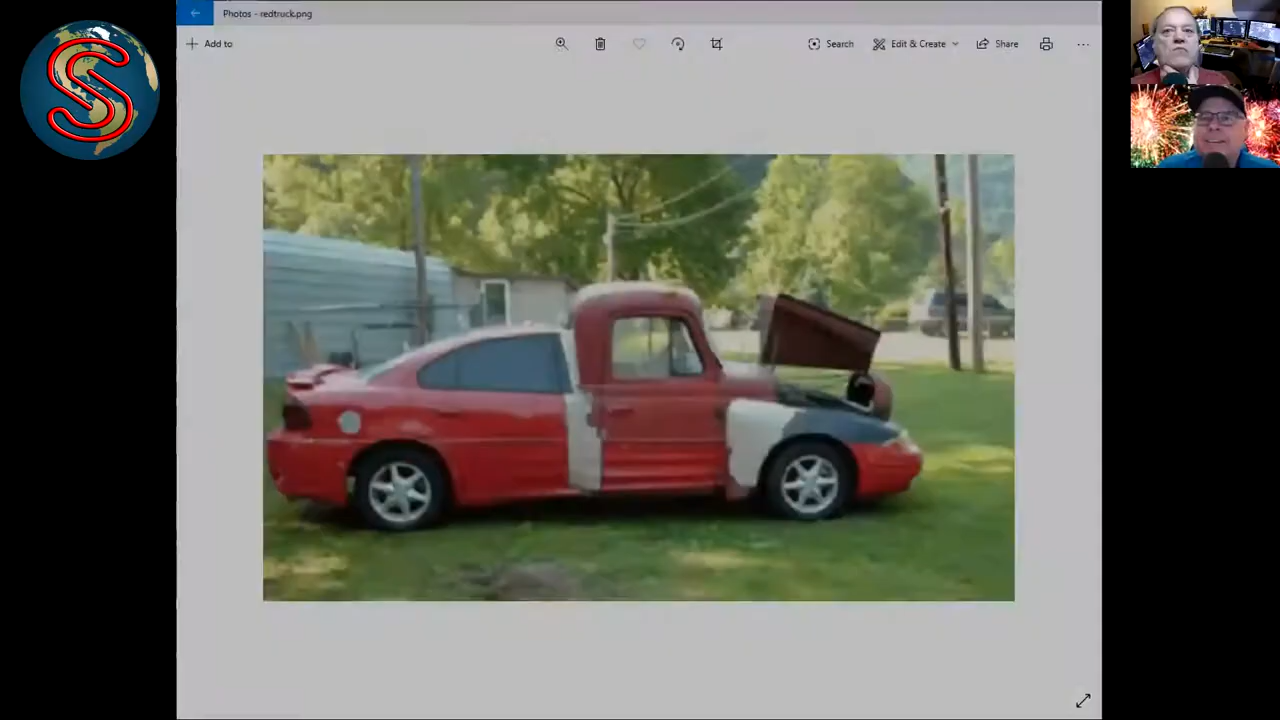 S
Photos - redtruck.png
Add to
Search
Edit & Create
Share